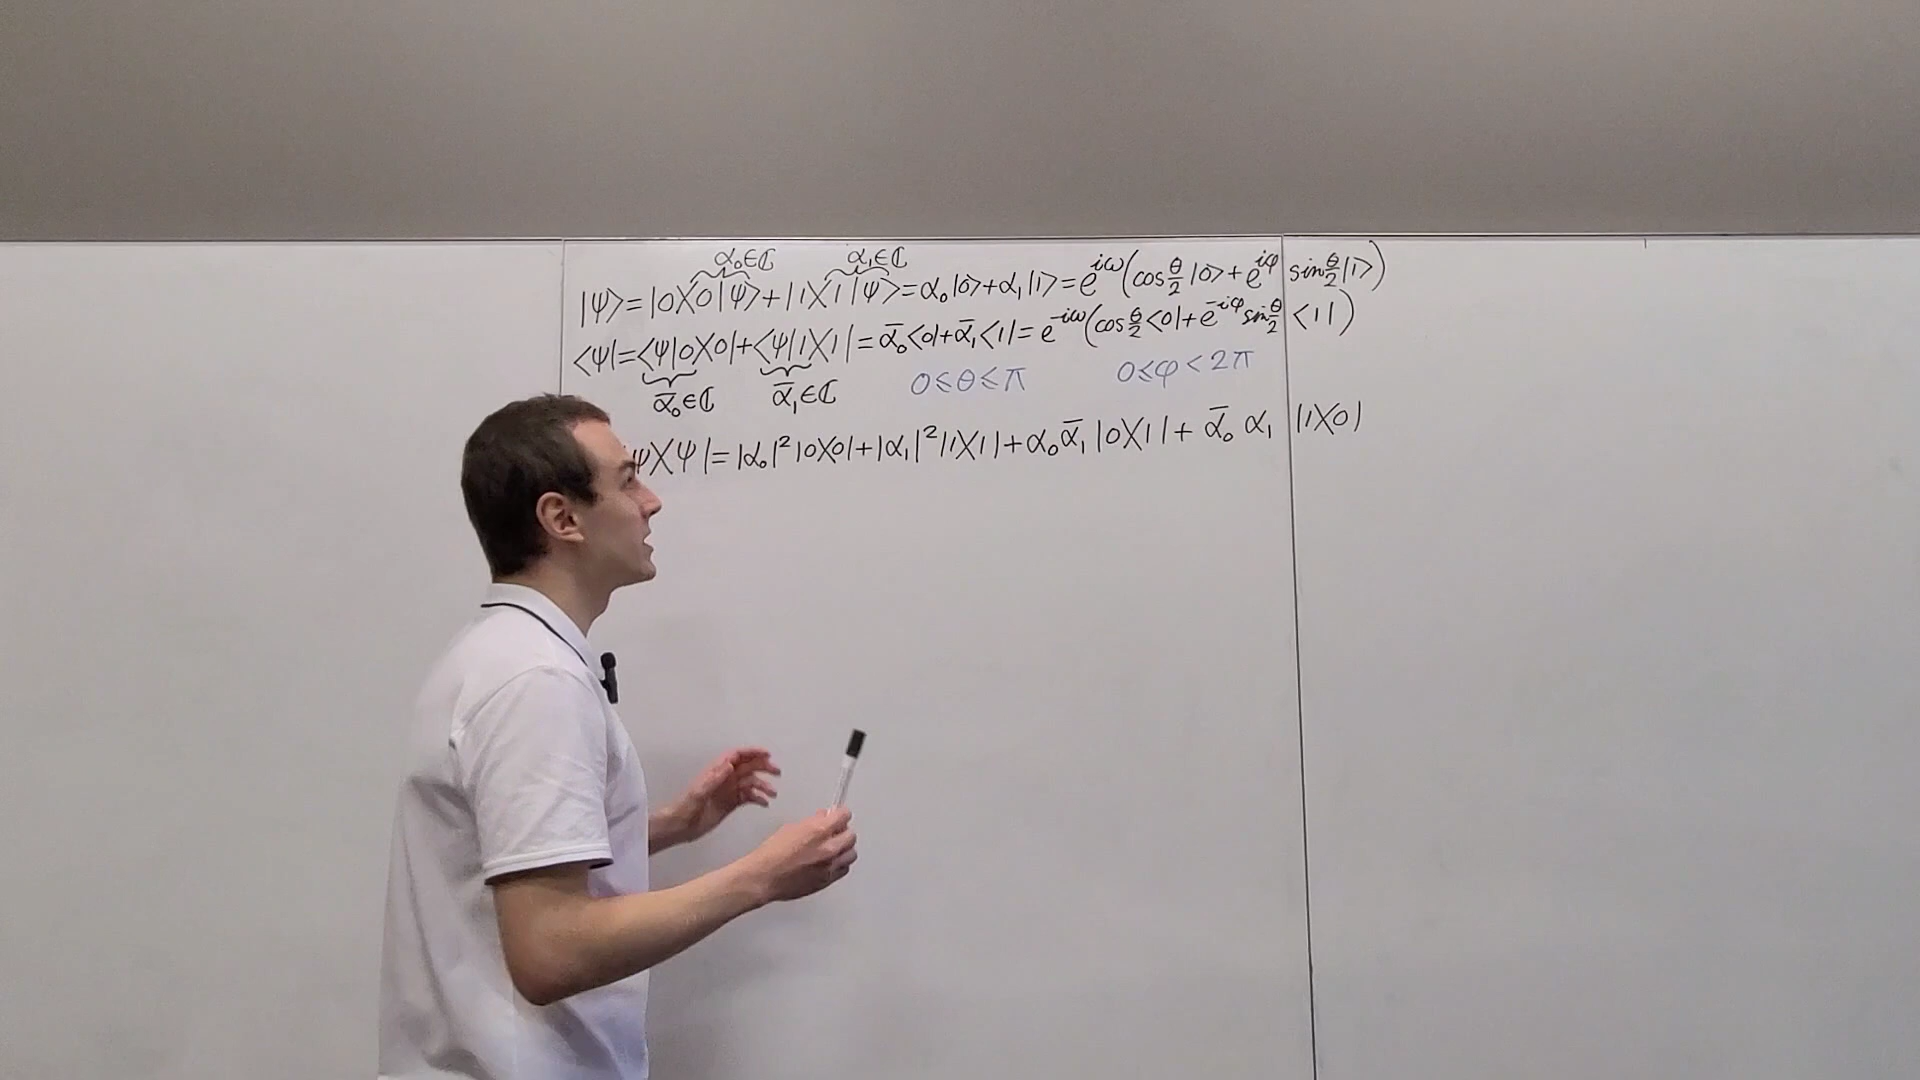 α₀∈ℂ α₁∈ℂ
|ψ⟩=|0⟩⟨0|ψ⟩+|1⟩⟨1|ψ⟩=α₀|0⟩+α₁|1⟩=e^{iω}(cos θ/2 |0⟩+e^{iφ} sin θ/2 |1⟩)
⟨ψ|=⟨ψ|0⟩⟨0|+⟨ψ|1⟩⟨1|=ᾱ₀⟨0|+ᾱ₁⟨1|=e^{-iω}(cos θ/2 ⟨0|+e^{-iφ} sin θ/2 ⟨1|)
ᾱ₀∈ℂ ᾱ₁∈ℂ 0≤θ≤π 0≤φ<2π
ψ⟩⟨ψ|=|α₀|²|0⟩⟨0|+|α₁|²|1⟩⟨1|+α₀ᾱ₁|0⟩⟨1|+ᾱ₀α₁|1⟩⟨0|